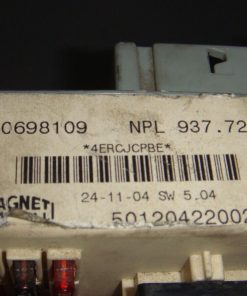 0698109 NPL 937.72
*4ERCJCPBE*
24-11-04 SW 5.04
AGNETI
50120422002